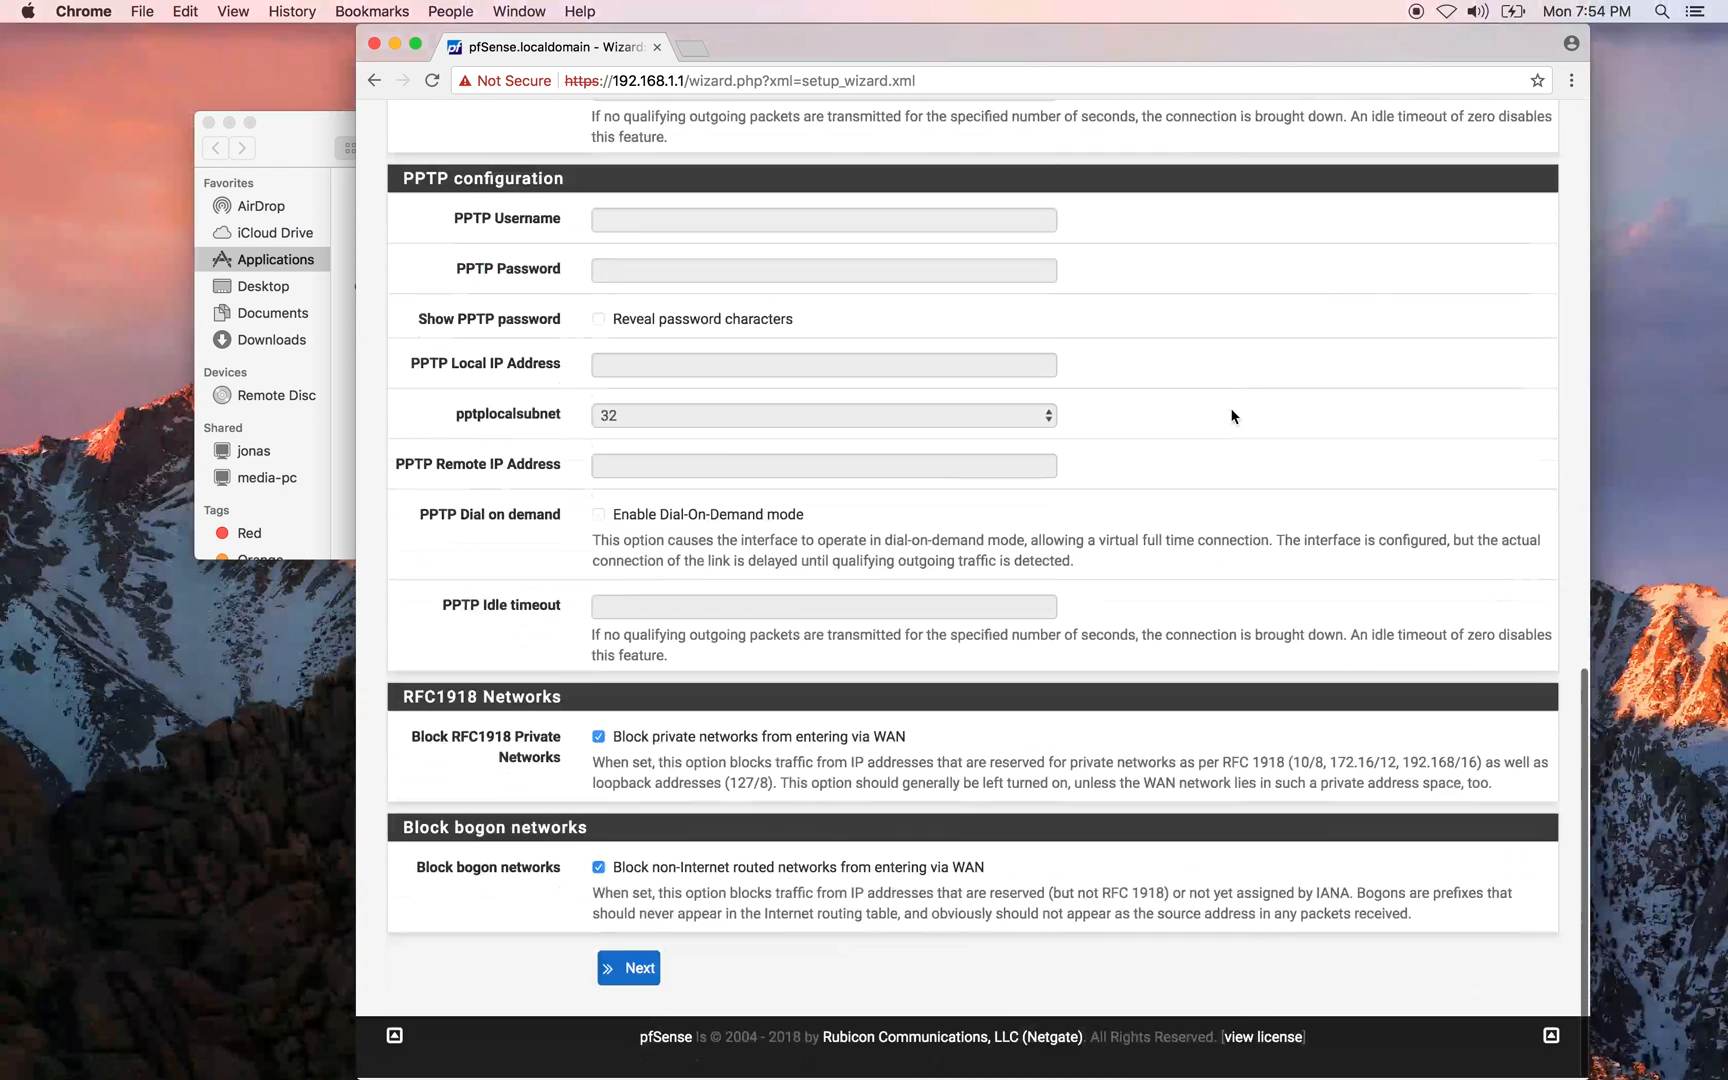 Chrome File Edit View History Bookmarks People Window Help Mon 7:54 PM
pfSense.localdomain - Wizard:
Not Secure https://192.168.1.1/wizard.php?xml=setup_wizard.xml
Favorites
AirDrop
iCloud Drive
Applications
Desktop
Documents
Downloads
Devices
Remote Disc
Shared
jonas
media-pc
Tags
Red
Orange
If no qualifying outgoing packets are transmitted for the specified number of seconds, the connection is brought down. An idle timeout of zero disables
this feature.
PPTP configuration
PPTP Username
PPTP Password
Show PPTP password Reveal password characters
PPTP Local IP Address
pptplocalsubnet 32
PPTP Remote IP Address
PPTP Dial on demand Enable Dial-On-Demand mode
This option causes the interface to operate in dial-on-demand mode, allowing a virtual full time connection. The interface is configured, but the actual
connection of the link is delayed until qualifying outgoing traffic is detected.
PPTP Idle timeout
If no qualifying outgoing packets are transmitted for the specified number of seconds, the connection is brought down. An idle timeout of zero disables
this feature.
RFC1918 Networks
Block RFC1918 Private Block private networks from entering via WAN
Networks
When set, this option blocks traffic from IP addresses that are reserved for private networks as per RFC 1918 (10/8, 172.16/12, 192.168/16) as well as
loopback addresses (127/8). This option should generally be left turned on, unless the WAN network lies in such a private address space, too.
Block bogon networks
Block bogon networks Block non-Internet routed networks from entering via WAN
When set, this option blocks traffic from IP addresses that are reserved (but not RFC 1918) or not yet assigned by IANA. Bogons are prefixes that
should never appear in the Internet routing table, and obviously should not appear as the source address in any packets received.
Next
pfSense is © 2004 - 2018 by Rubicon Communications, LLC (Netgate). All Rights Reserved. [view license]